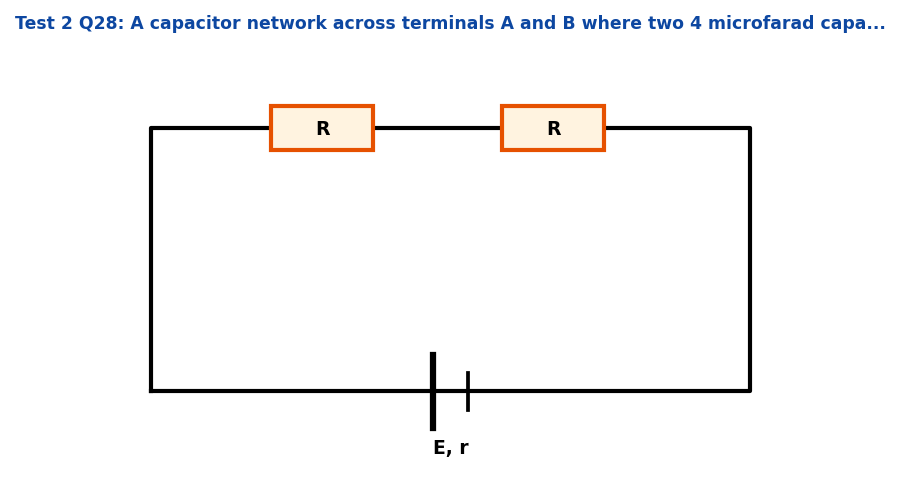 Test 2 Q28: A capacitor network across terminals A and B where two 4 microfarad capa...
R R
E, r